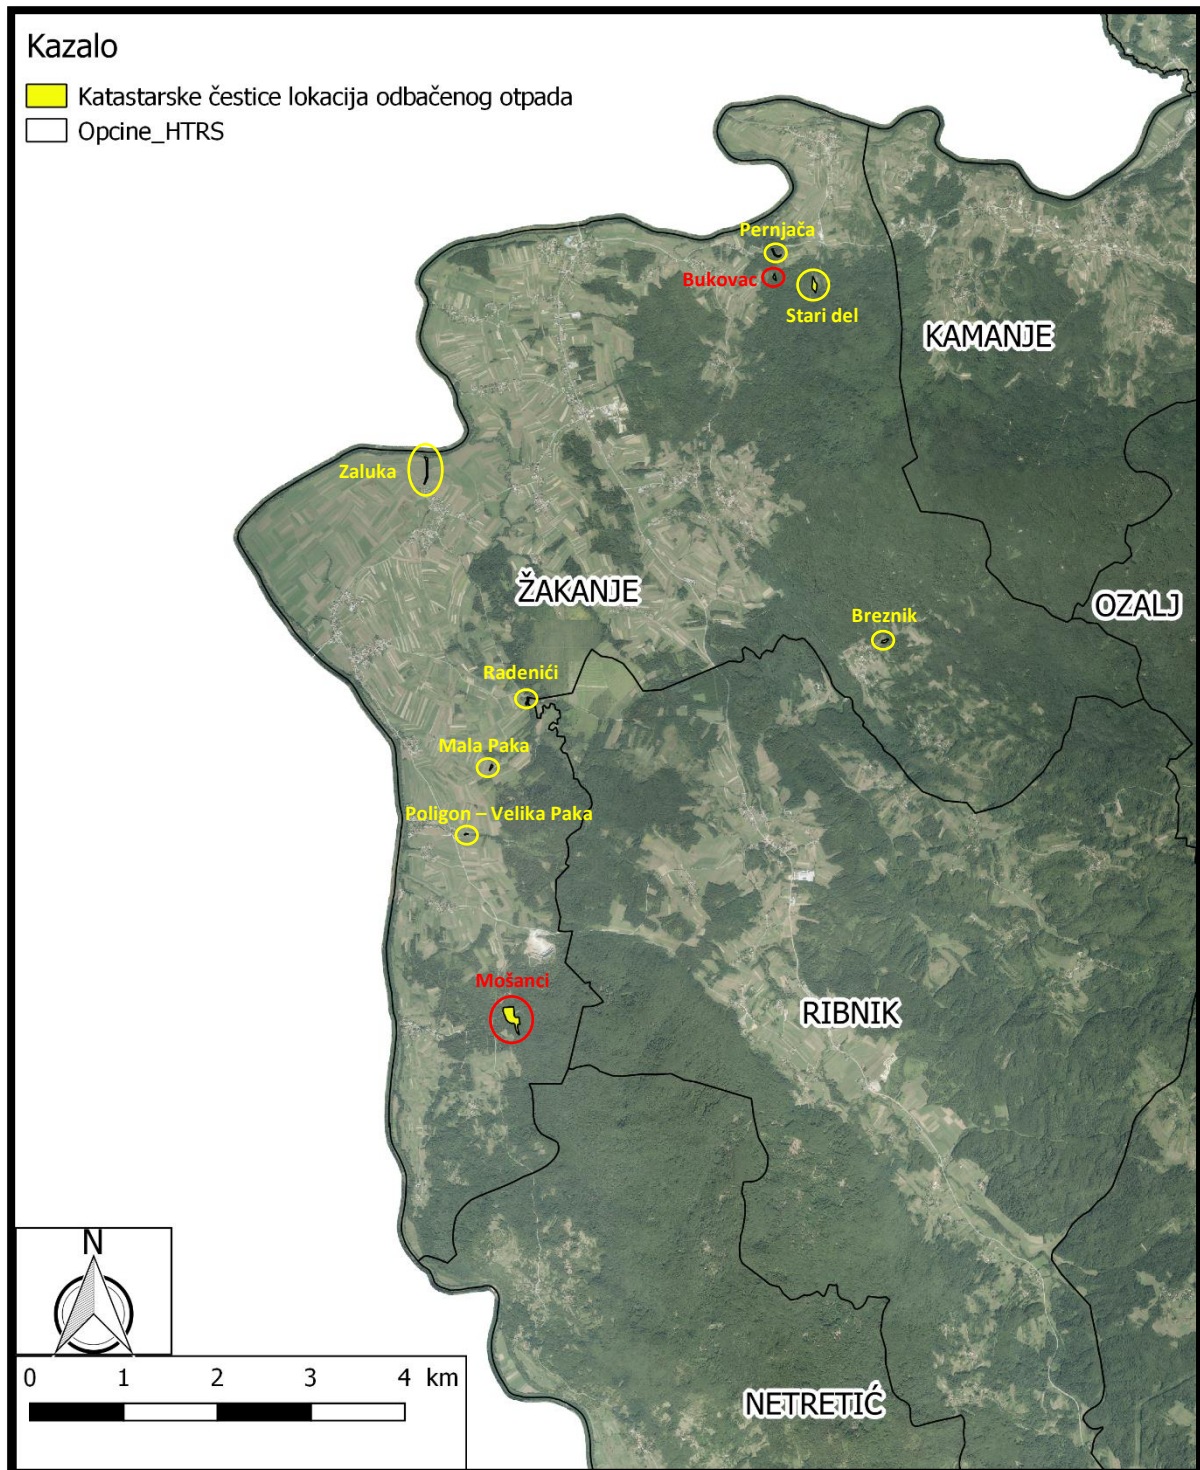 Kazalo
Katastarske čestice lokacija odbačenog otpada
Opcine_HTRS
Pernjača
Bukovac
Stari del
KAMANJE
Zaluka
ŽAKANJE
OZALJ
Breznik
Radenići
Mala Paka
Poligon – Velika Paka
Mošanci
RIBNIK
N
0 1 2 3 4 km
NETRETIĆ